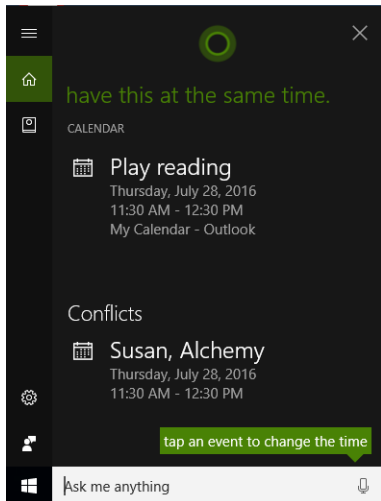 have this at the same time.
CALENDAR
Play reading
Thursday, July 28, 2016
11:30 AM - 12:30 PM
My Calendar - Outlook
Conflicts
Susan, Alchemy
Thursday, July 28, 2016
11:30 AM - 12:30 PM
tap an event to change the time
Ask me anything